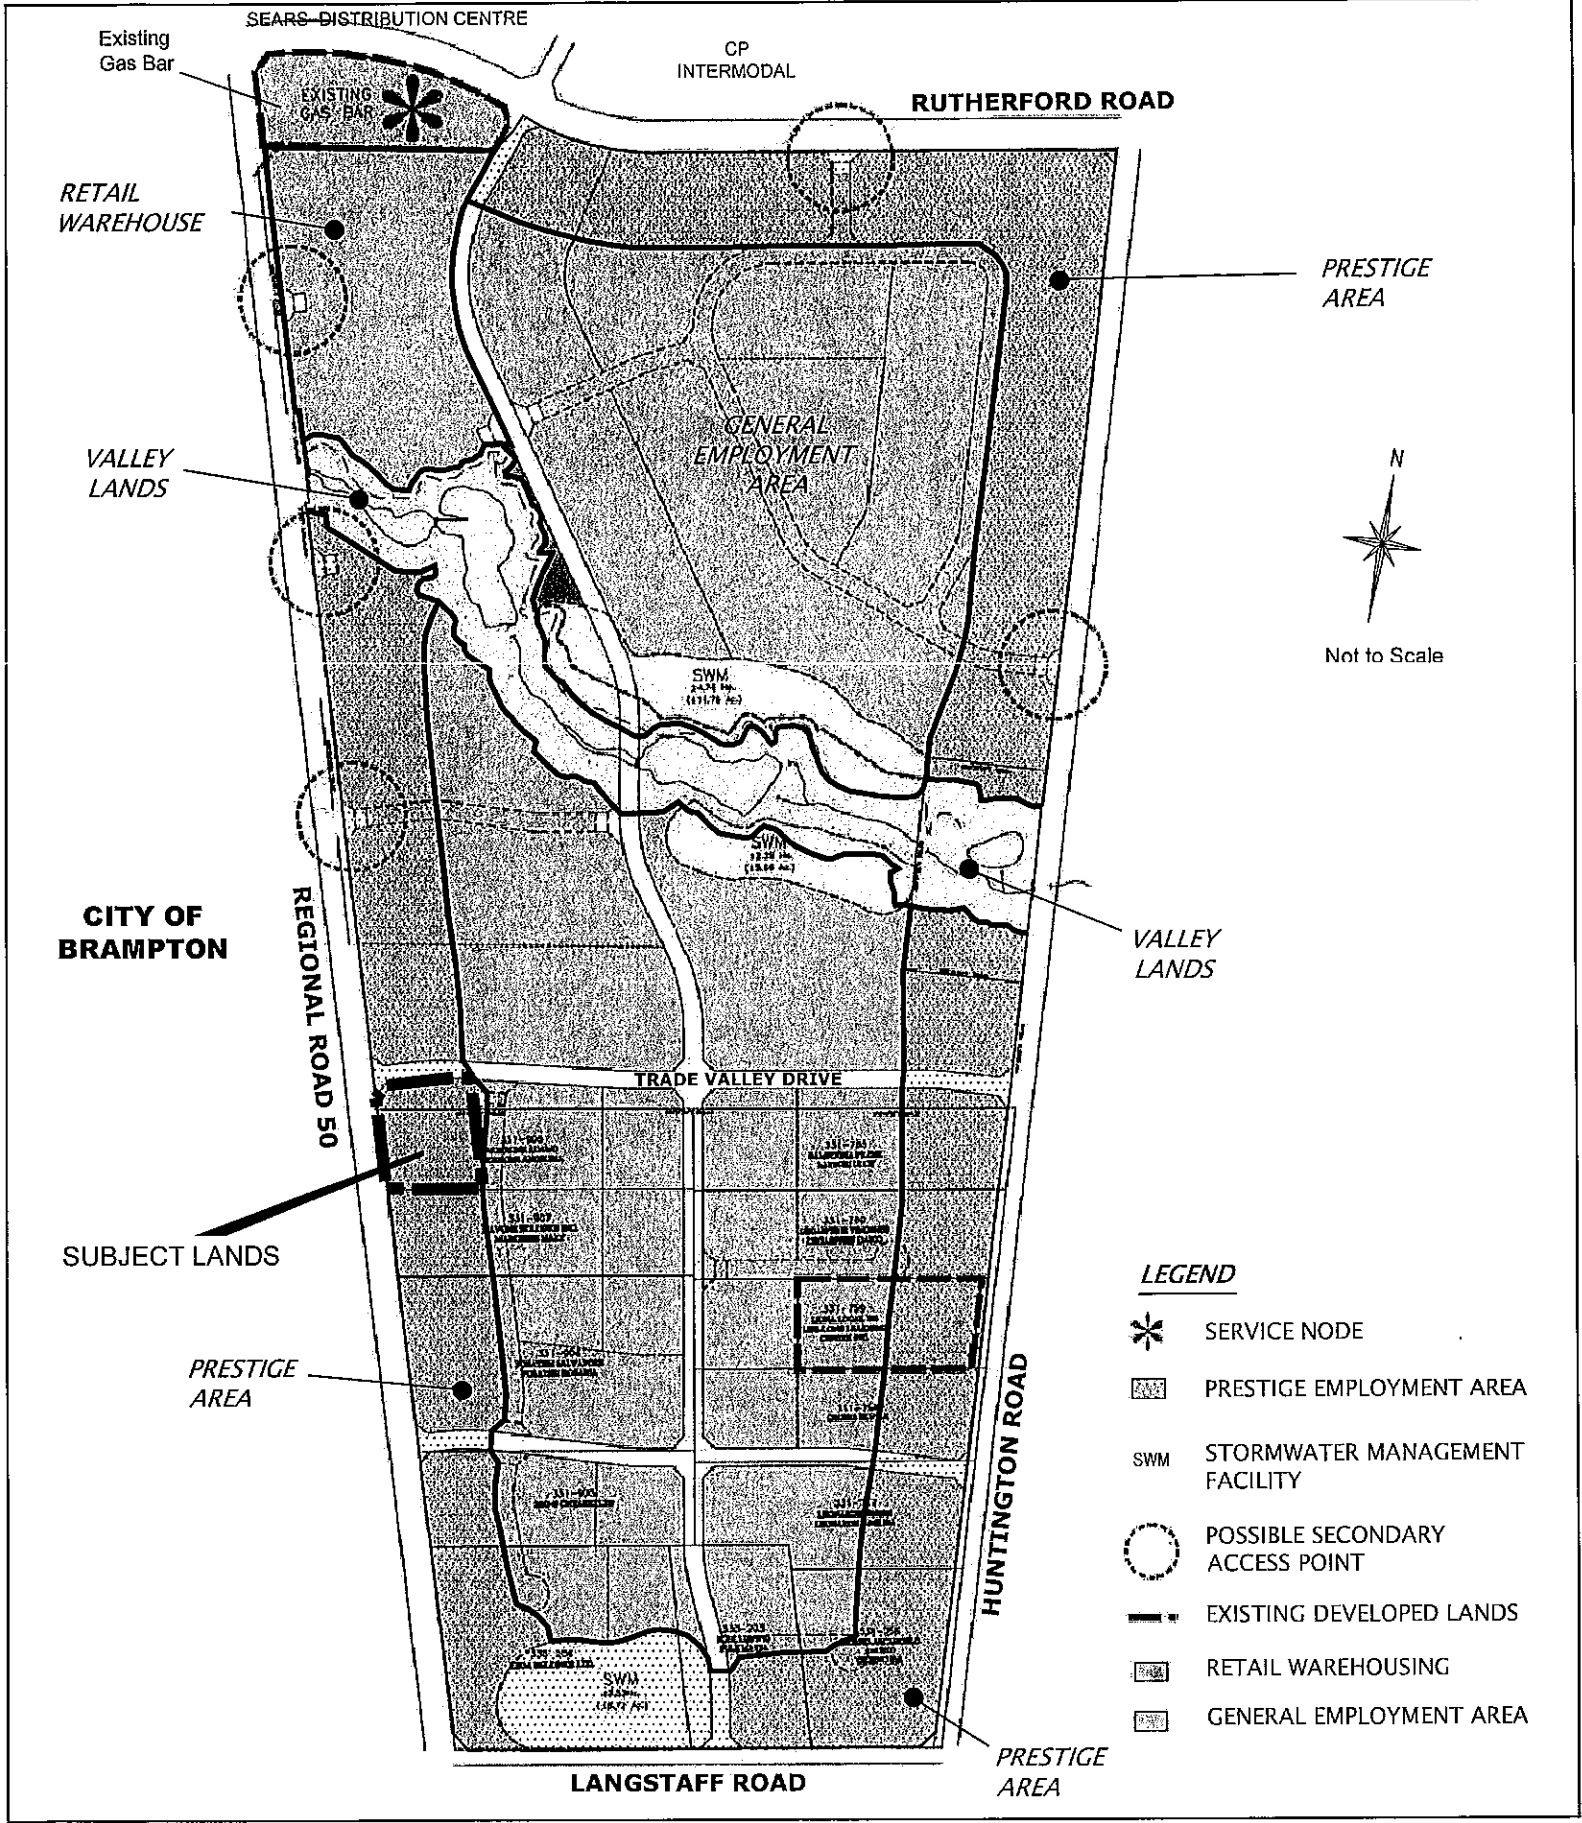 SEARS DISTRIBUTION CENTRE
Existing
Gas Bar
CP
INTERMODAL
EXISTING
GAS BAR
RUTHERFORD ROAD
RETAIL
WAREHOUSE
PRESTIGE
AREA
GENERAL
EMPLOYMENT
AREA
VALLEY
LANDS
N
Not to Scale
SWM
SWM
CITY OF
BRAMPTON
REGIONAL ROAD 50
VALLEY
LANDS
TRADE VALLEY DRIVE
SUBJECT LANDS
PRESTIGE
AREA
HUNTINGTON ROAD
LEGEND
SERVICE NODE
PRESTIGE EMPLOYMENT AREA
SWM
STORMWATER MANAGEMENT
FACILITY
POSSIBLE SECONDARY
ACCESS POINT
EXISTING DEVELOPED LANDS
RETAIL WAREHOUSING
GENERAL EMPLOYMENT AREA
SWM
PRESTIGE
AREA
LANGSTAFF ROAD